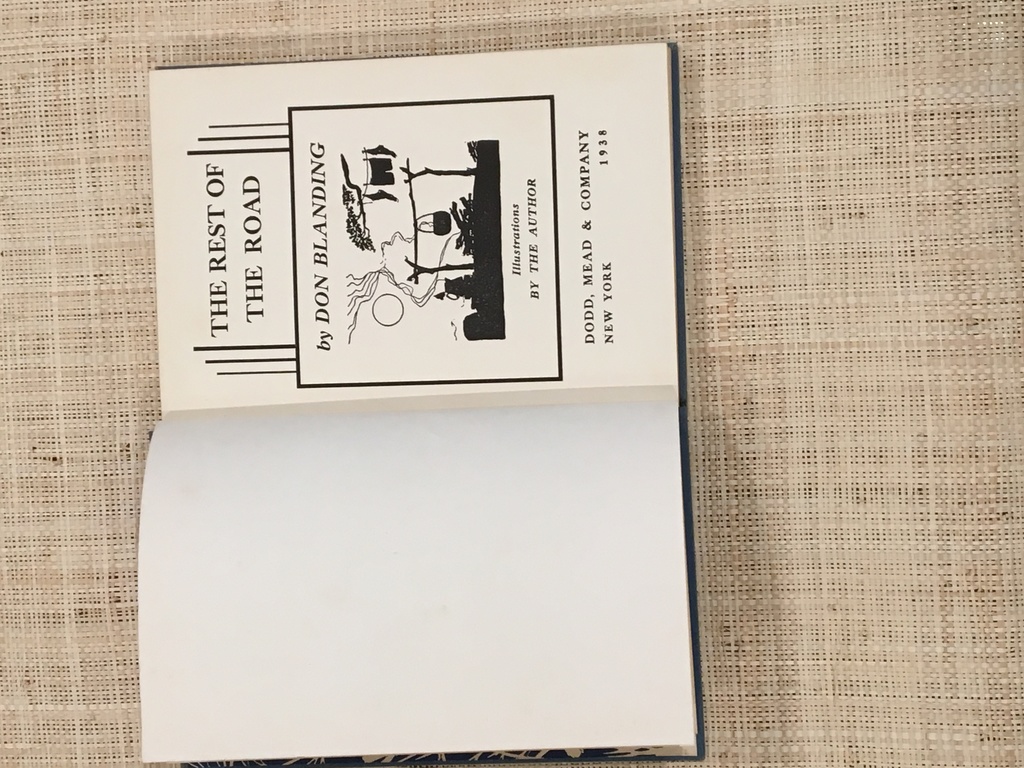 THE REST OF
THE ROAD
by DON BLANDING
Illustrations
BY THE AUTHOR
DODD, MEAD & COMPANY
NEW YORK 1938